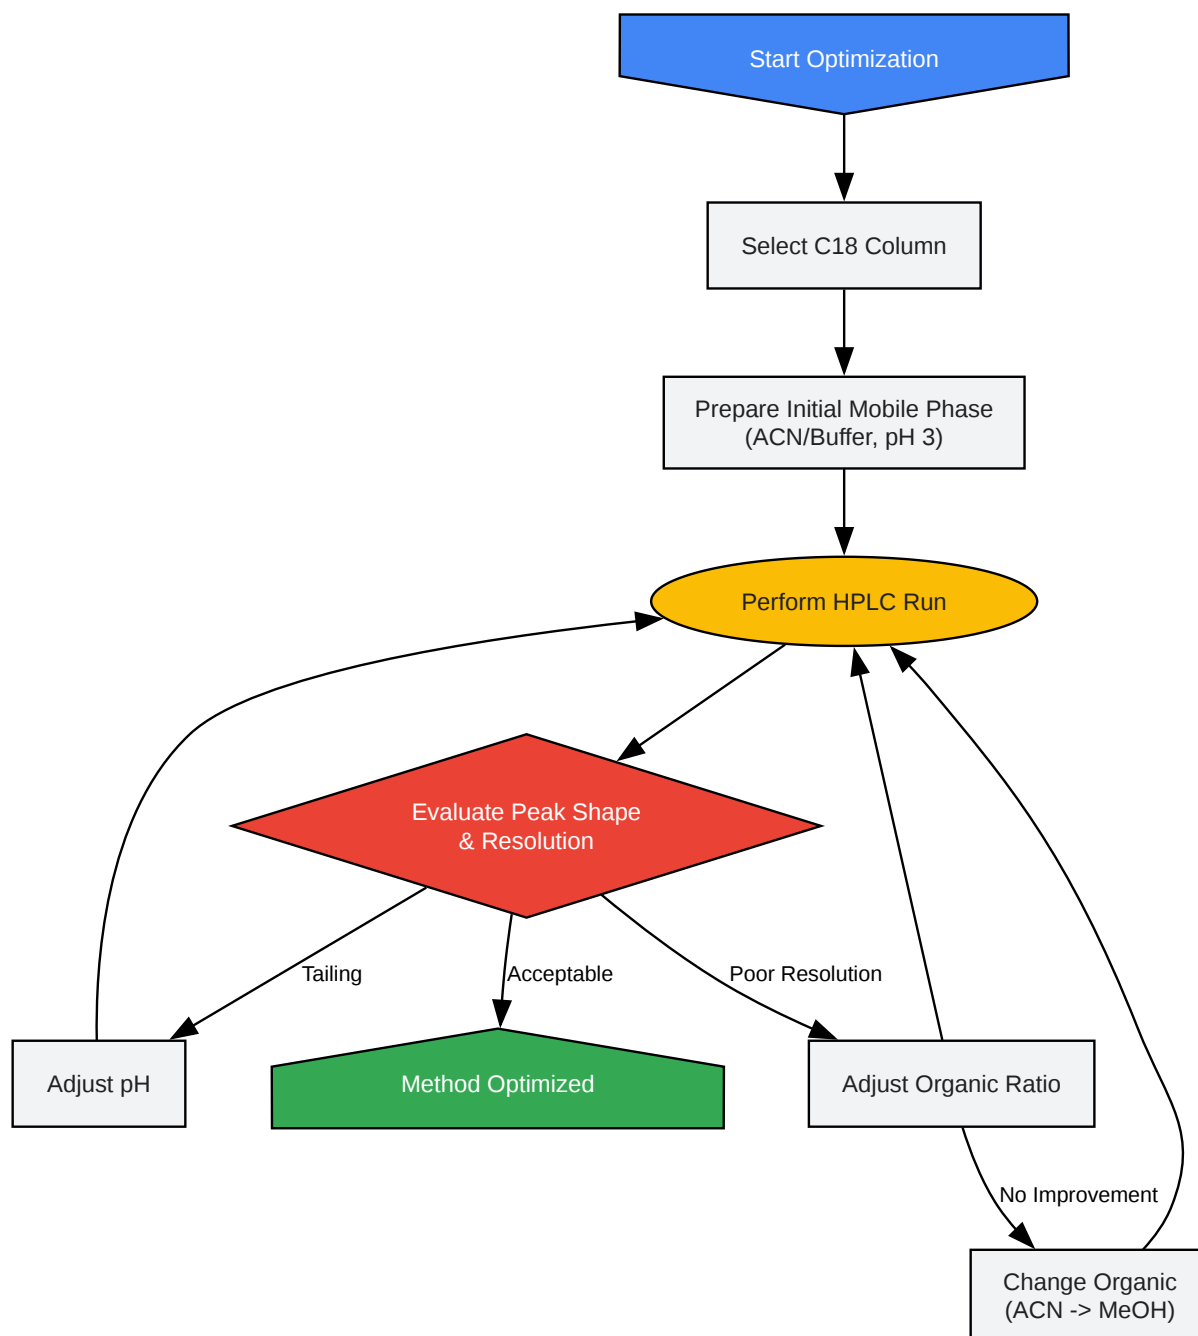 Start Optimization
Select C18 Column
Prepare Initial Mobile Phase
(ACN/Buffer, pH 3)
Perform HPLC Run
Evaluate Peak Shape
& Resolution
Tailing
Acceptable
Poor Resolution
Adjust pH
Method Optimized
Adjust Organic Ratio
No Improvement
Change Organic
(ACN -> MeOH)